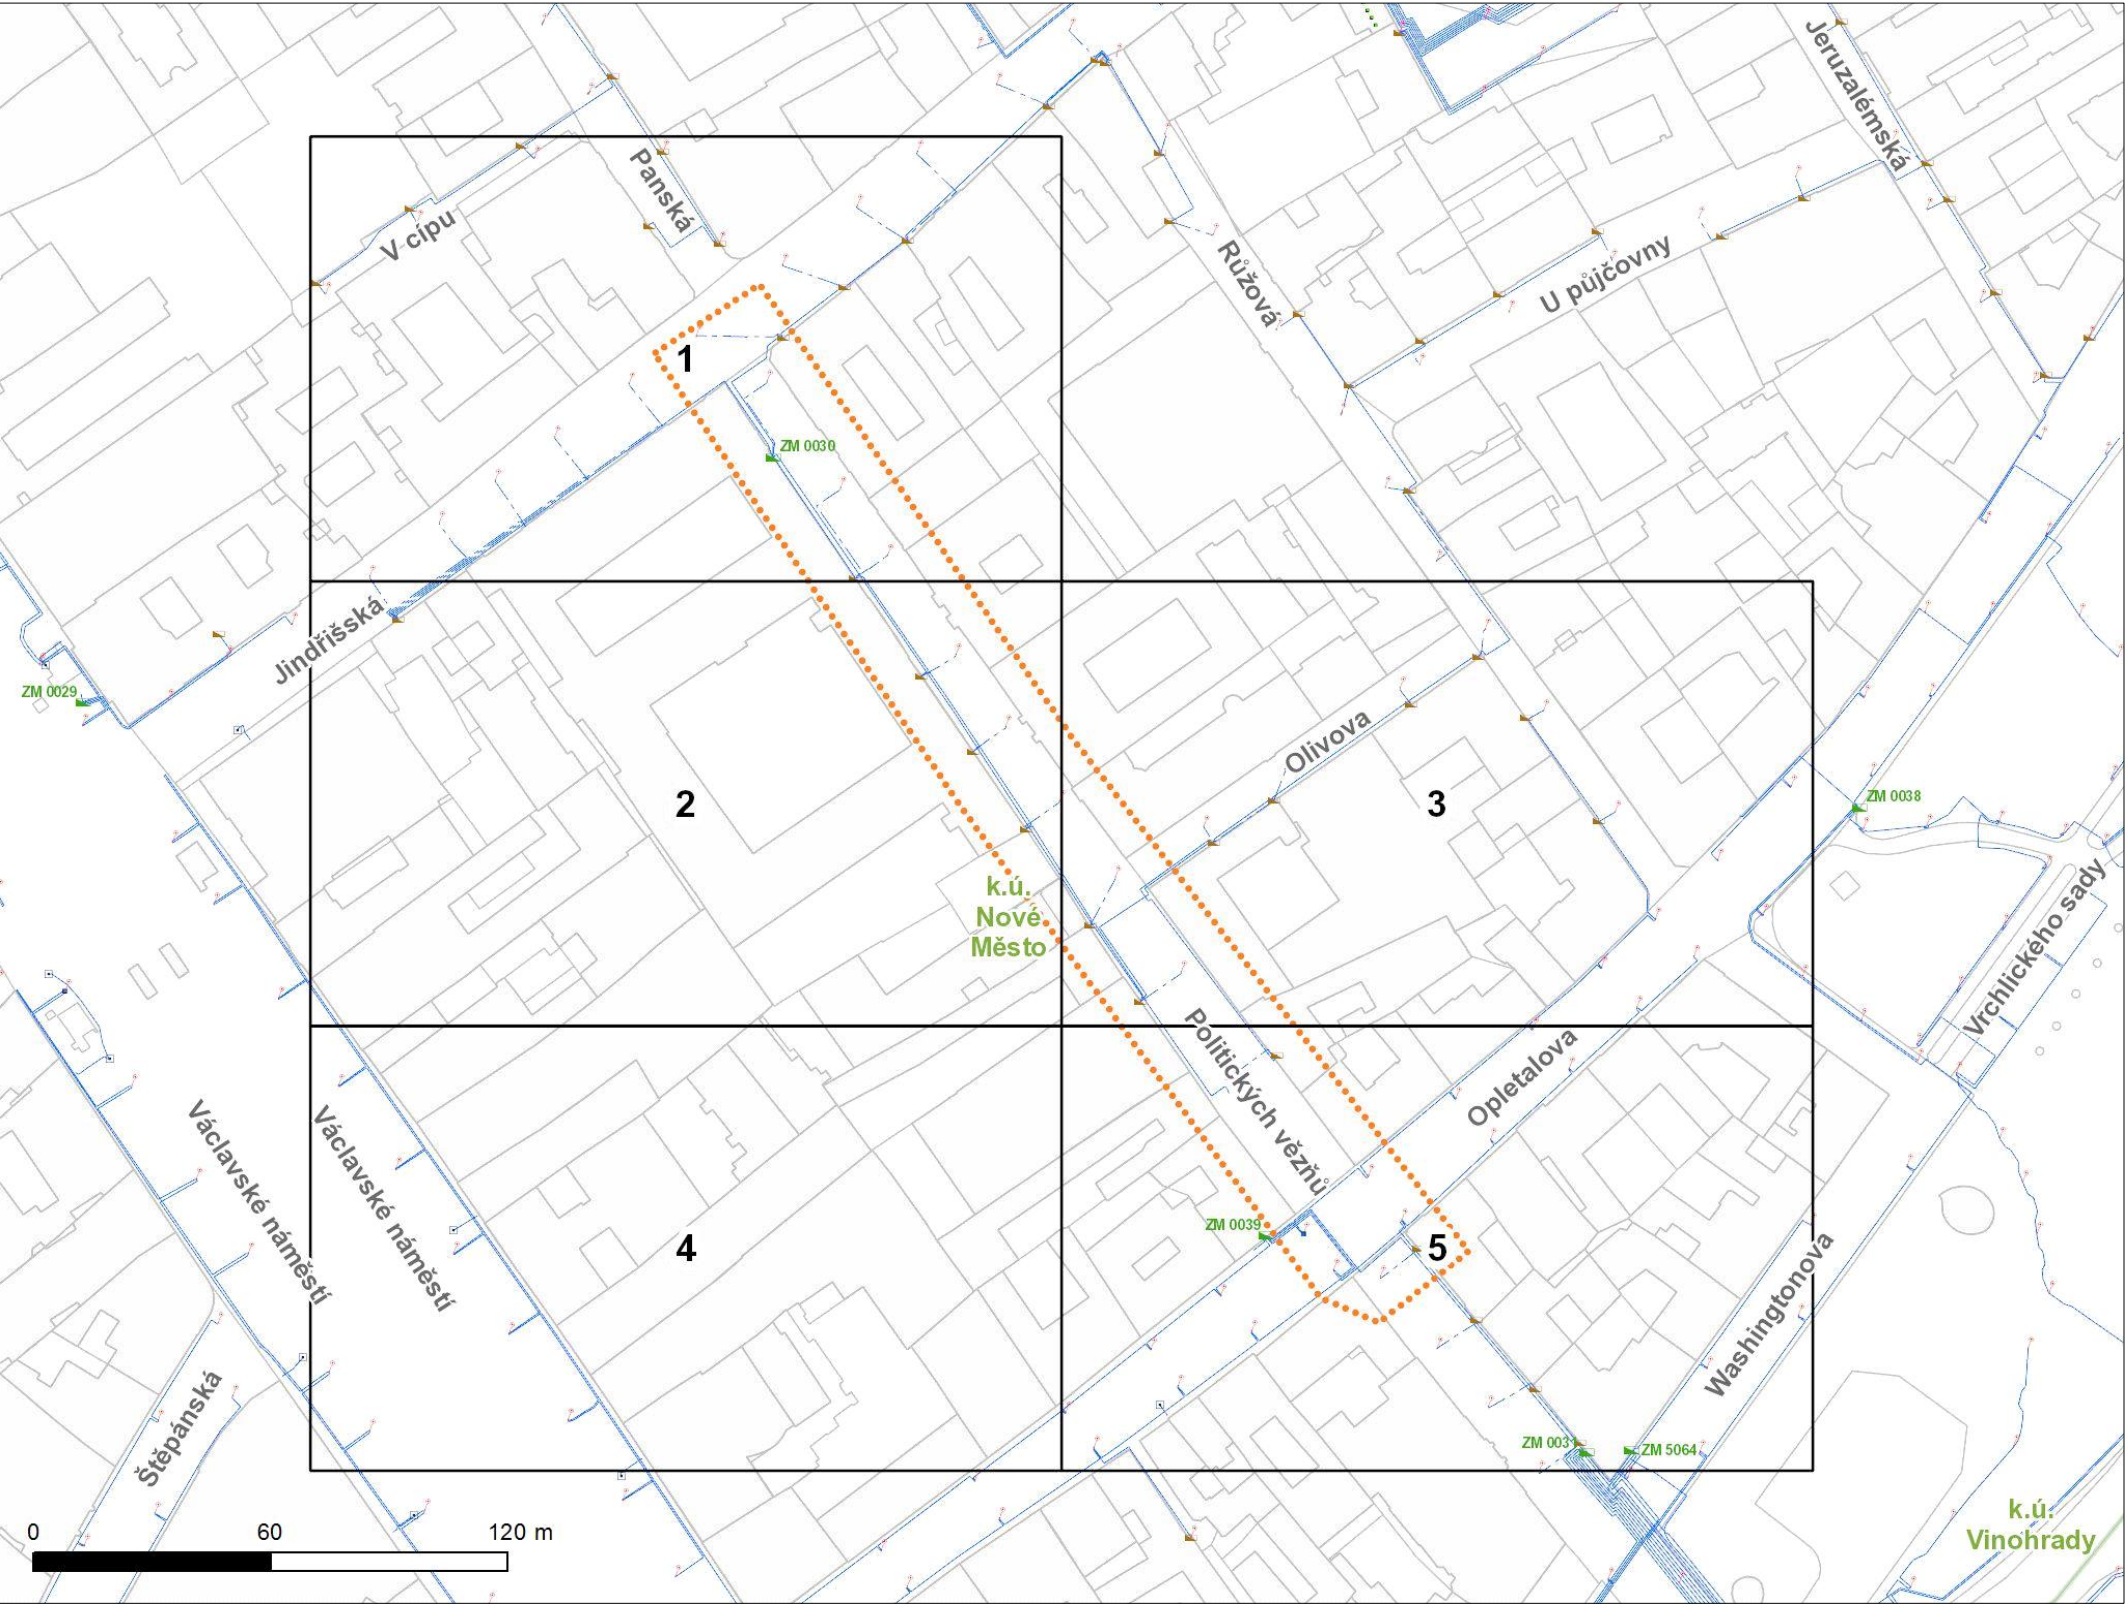 Jeruzalémská
Panská
V cípu
Růžová
U půjčovny
1
ZM 0030
Jindřišská
ZM 0029
Olivova
2
3
ZM 0038
k.ú.
Nové
Město
Vrchlického sady
Politických vězňů
Opletalova
Václavské náměstí
Václavské náměstí
ZM 0039
4
5
Washingtonova
Štěpánská
ZM 0031
ZM 5064
k.ú.
Vinohrady
0 60 120 m